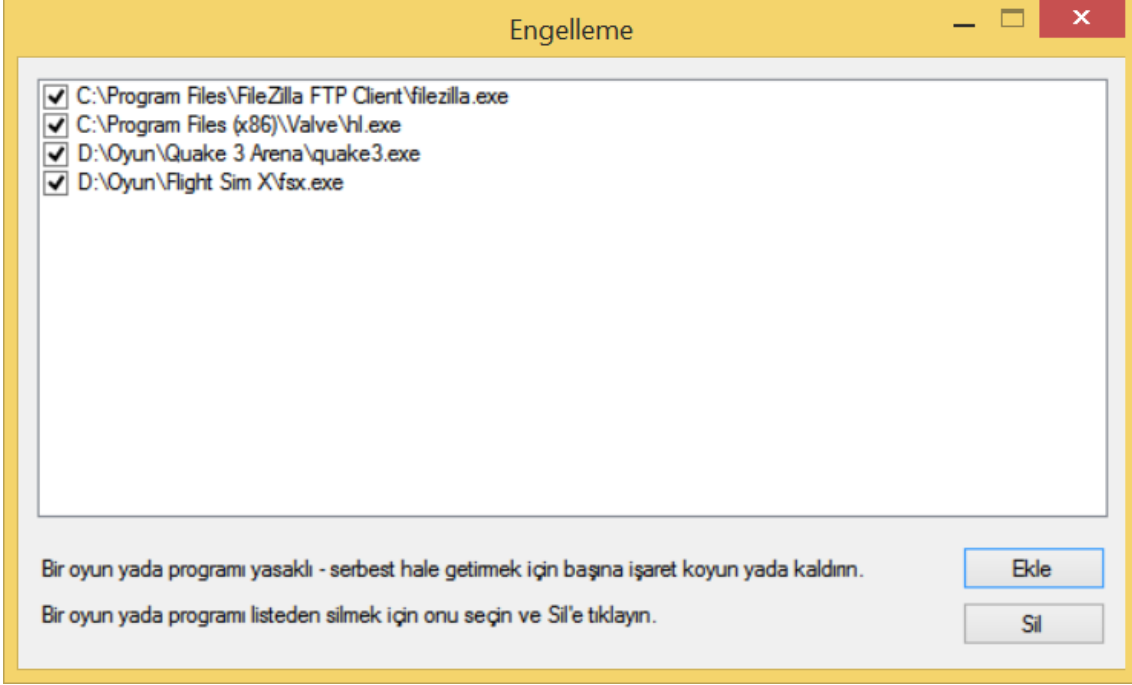 Engelleme
C:\Program Files\FileZilla FTP Client\filezilla.exe
C:\Program Files (x86)\Valve\hl.exe
D:\Oyun\Quake 3 Arena\quake3.exe
D:\Oyun\Flight Sim X\fsx.exe
Bir oyun yada programı yasaklı - serbest hale getirmek için başına işaret koyun yada kaldırın.
Ekle
Bir oyun yada programı listeden silmek için onu seçin ve Sil'e tıklayın.
Sil